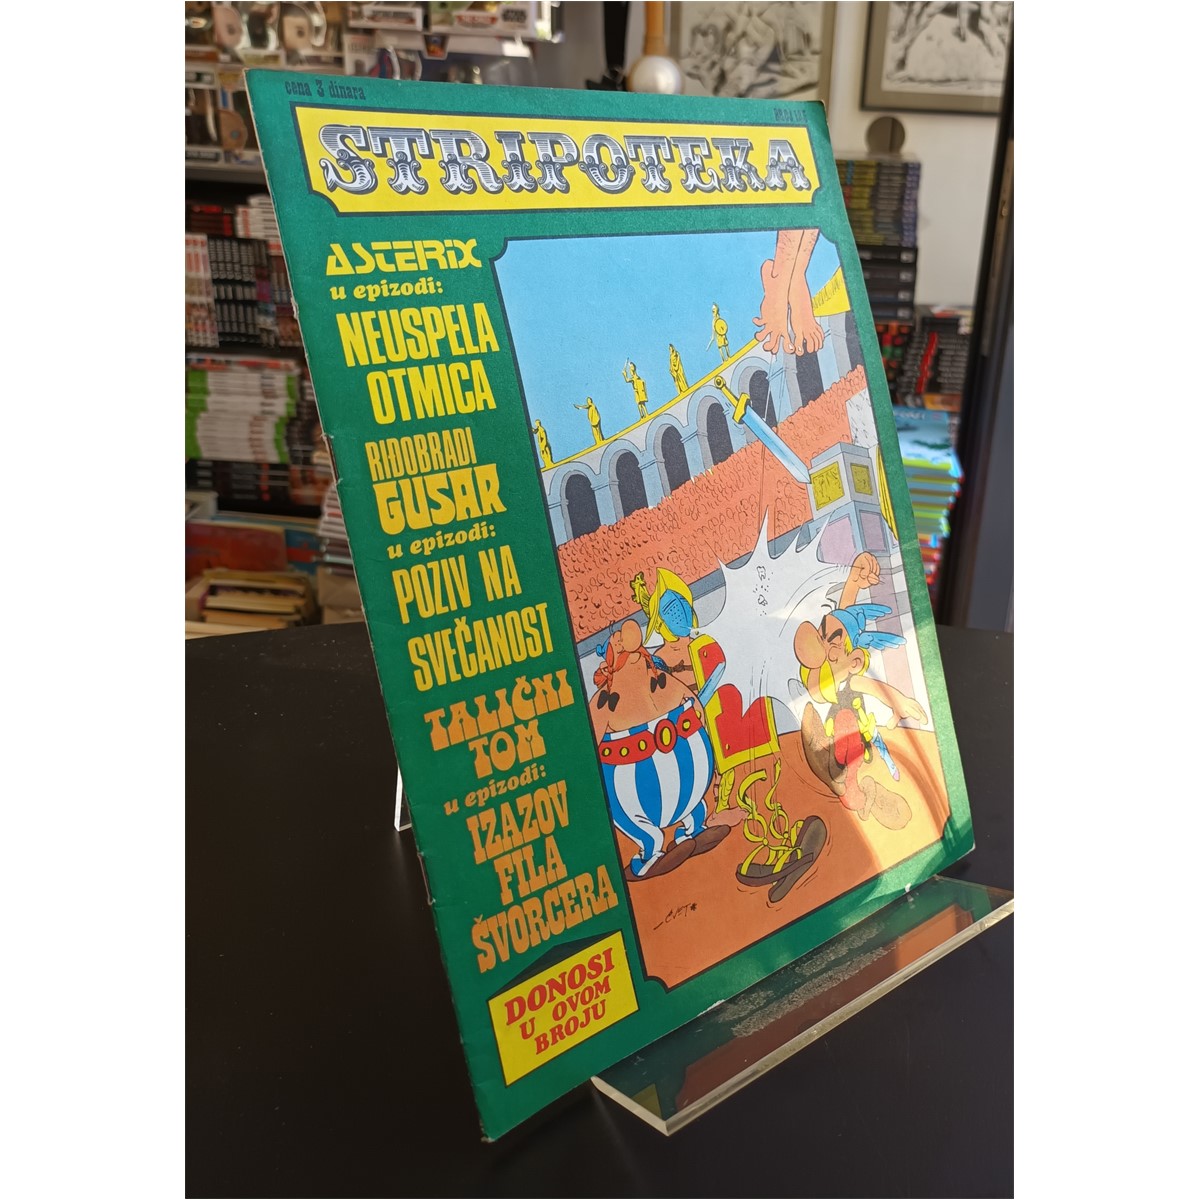 cena 3 dinara
STRIPOTEKA
ASTERIX
u epizodi:
NEUSPELA
OTMICA
RIĐOBRADI
GUSAR
u epizodi:
POZIV NA
SVEČANOST
TALIČNI
TOM
u epizodi:
IZAZOV
FILA
ŠVORCERA
DONOSI
U OVOM
BROJU